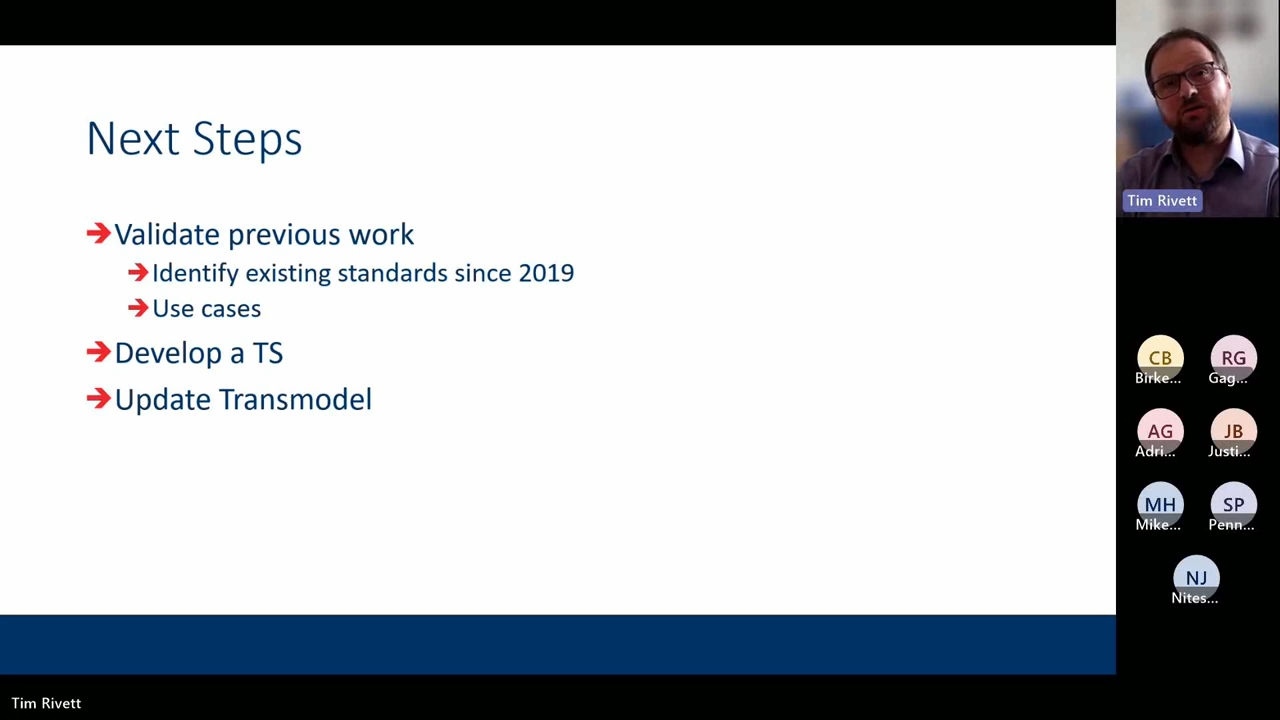 Next Steps
➔Validate previous work
➔Identify existing standards since 2019
➔Use cases
➔Develop a TS
➔Update Transmodel
Tim Rivett
CB
RG
Birke...
Gag...
AG
JB
Adri...
Justi...
MH
SP
Mike...
Penn...
NJ
Nites...
Tim Rivett